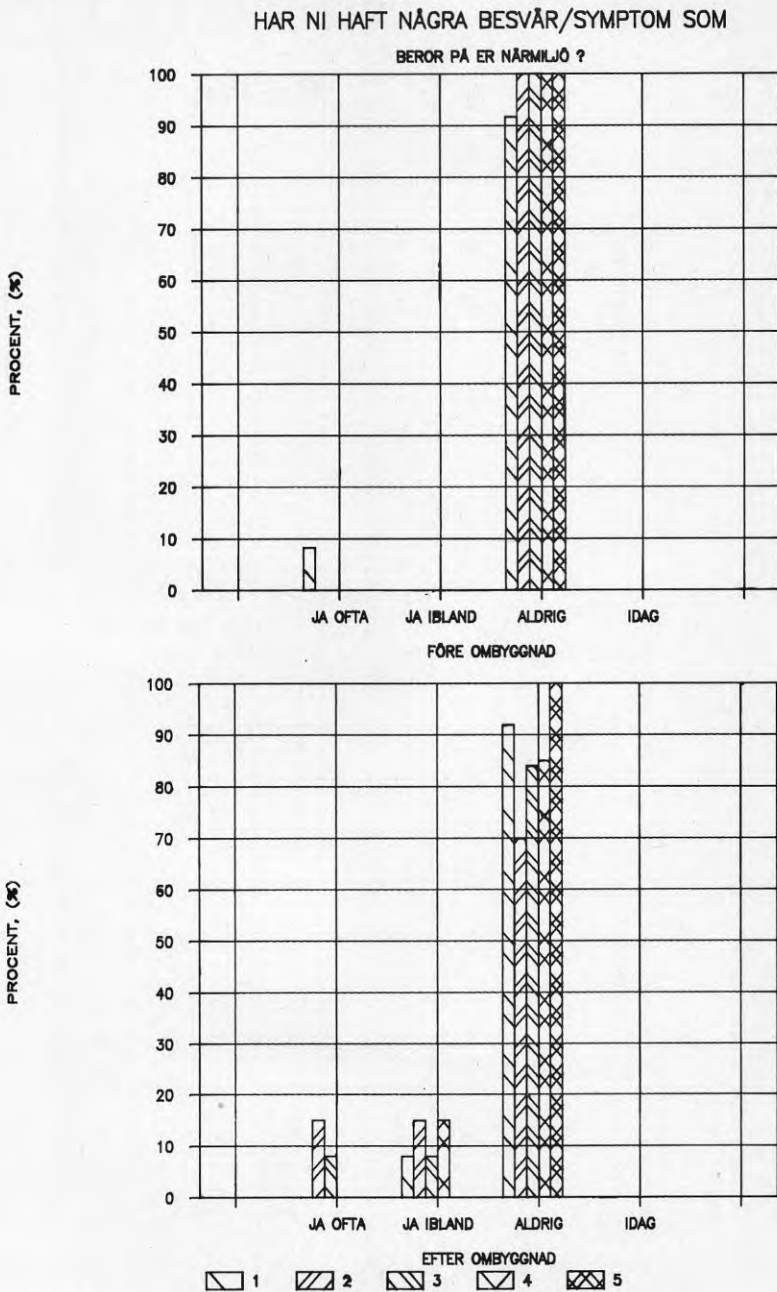 HAR NI HAFT NÅGRA BESVÄR/SYMPTOM SOM
BEROR PÅ ER NÄRMILJÖ ?
PROCENT, (%)
100
90
80
70
60
50
40
30
20
10
0
JA OFTA JA IBLAND ALDRIG IDAG
FÖRE OMBYGGNAD
PROCENT, (%)
100
90
80
70
60
50
40
30
20
10
0
JA OFTA JA IBLAND ALDRIG IDAG
EFTER OMBYGGNAD
1 2 3 4 5